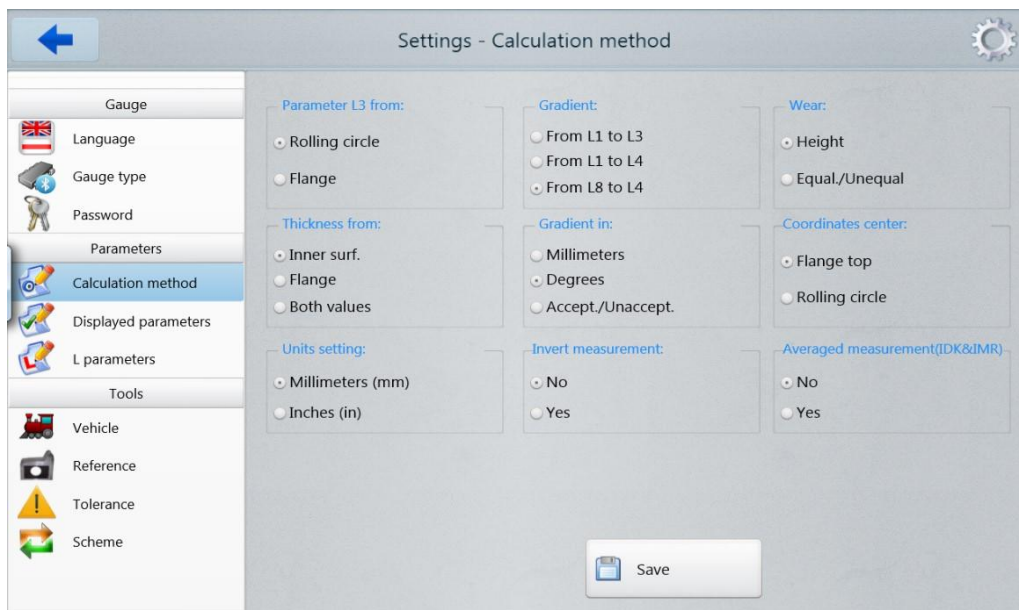 Settings - Calculation method
Gauge
Language
Gauge type
Password
Parameters
Calculation method
Displayed parameters
L parameters
Tools
Vehicle
Reference
Tolerance
Scheme
Parameter L3 from:
Rolling circle
Flange
Gradient:
From L1 to L3
From L1 to L4
From L8 to L4
Wear:
Height
Equal./Unequal
Thickness from:
Inner surf.
Flange
Both values
Gradient in:
Millimeters
Degrees
Accept./Unaccept.
Coordinates center:
Flange top
Rolling circle
Units setting:
Millimeters (mm)
Inches (in)
Invert measurement:
No
Yes
Averaged measurement(IDK&IMR)
No
Yes
Save